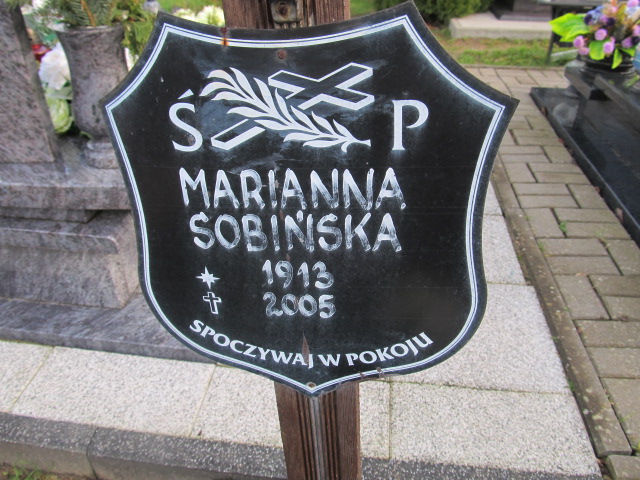 Ś P
MARIANNA
SOBIŃSKA
1913
2005
SPOCZYWAJ W POKOJU